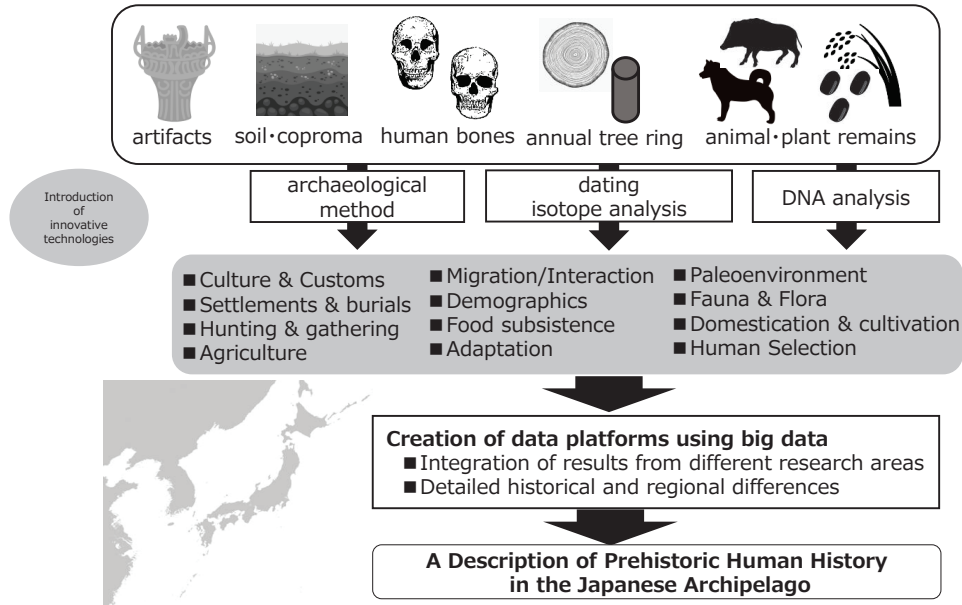 artifacts
soil・coproma
human bones
annual tree ring
animal・plant remains
Introduction
of
innovative
technologies
archaeological
method
dating
isotope analysis
DNA analysis
■ Culture & Customs
■ Settlements & burials
■ Hunting & gathering
■ Agriculture
■ Migration/Interaction
■ Demographics
■ Food subsistence
■ Adaptation
■ Paleoenvironment
■ Fauna & Flora
■ Domestication & cultivation
■ Human Selection
Creation of data platforms using big data
■ Integration of results from different research areas
■ Detailed historical and regional differences
A Description of Prehistoric Human History
in the Japanese Archipelago